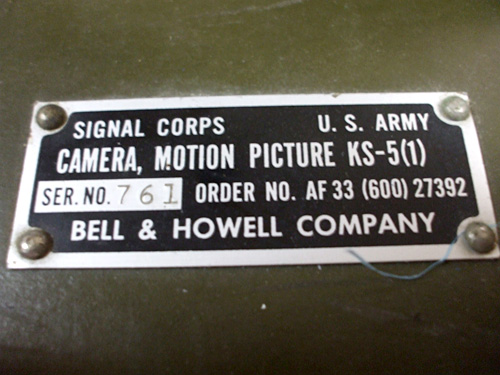 SIGNAL CORPS U. S. ARMY
CAMERA, MOTION PICTURE KS-5(1)
SER. NO. 761 ORDER NO. AF 33 (600) 27392
BELL & HOWELL COMPANY